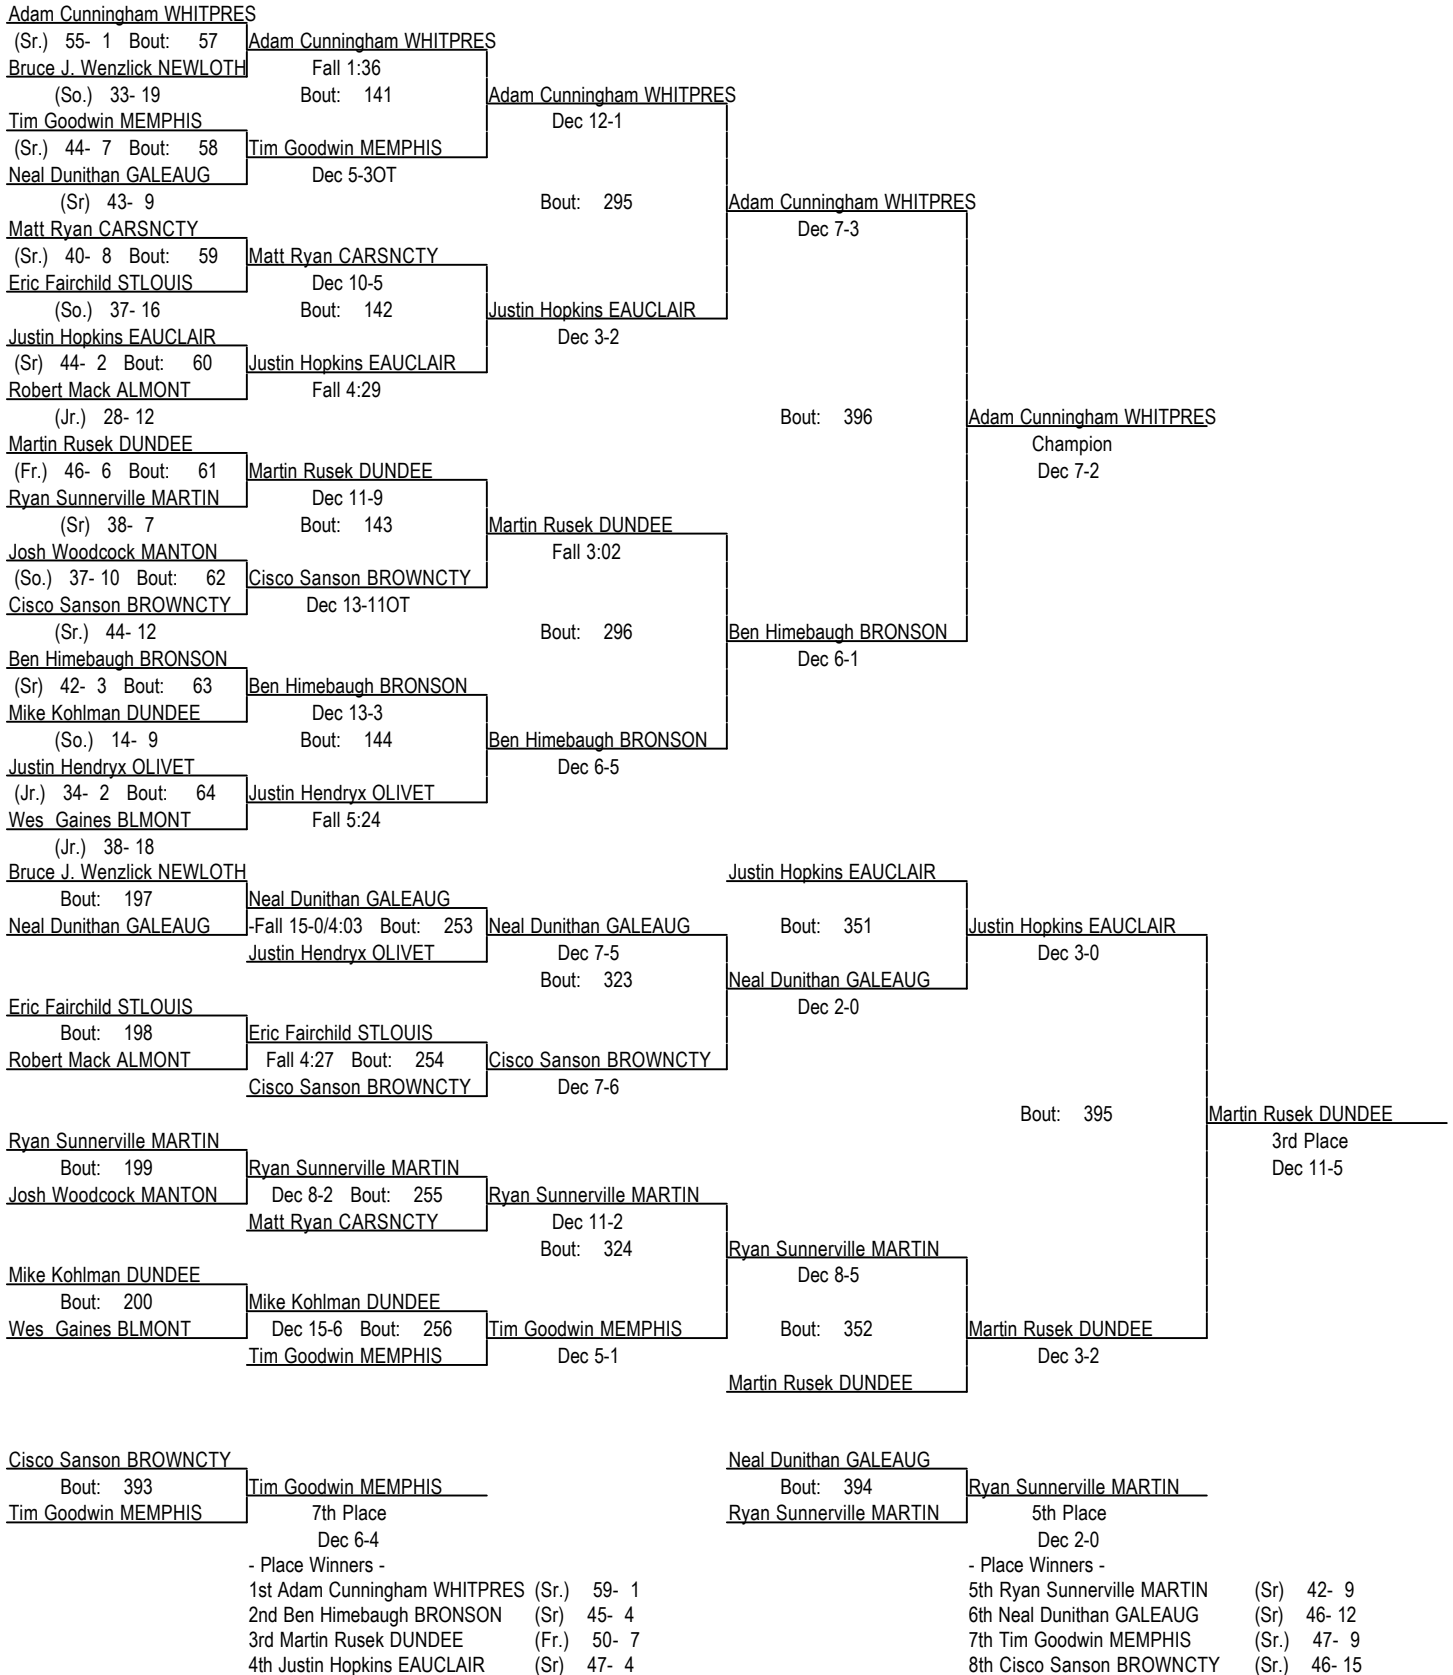 Adam Cunningham WHITPRES
(Sr.) 55- 1 Bout: 57 Adam Cunningham WHITPRES
Bruce J. Wenzlick NEWLOTH Fall 1:36
(So.) 33- 19 Bout: 141 Adam Cunningham WHITPRES
Tim Goodwin MEMPHIS Dec 12-1
(Sr.) 44- 7 Bout: 58 Tim Goodwin MEMPHIS
Neal Dunithan GALEAUG Dec 5-3OT
(Sr) 43- 9 Bout: 295 Adam Cunningham WHITPRES
Matt Ryan CARSNCTY Dec 7-3
(Sr.) 40- 8 Bout: 59 Matt Ryan CARSNCTY
Eric Fairchild STLOUIS Dec 10-5
(So.) 37- 16 Bout: 142 Justin Hopkins EAUCLAIR
Justin Hopkins EAUCLAIR Dec 3-2
(Sr) 44- 2 Bout: 60 Justin Hopkins EAUCLAIR
Robert Mack ALMONT Fall 4:29
(Jr.) 28- 12 Bout: 396 Adam Cunningham WHITPRES
Martin Rusek DUNDEE Champion
(Fr.) 46- 6 Bout: 61 Martin Rusek DUNDEE Dec 7-2
Ryan Sunnerville MARTIN Dec 11-9
(Sr) 38- 7 Bout: 143 Martin Rusek DUNDEE
Josh Woodcock MANTON Fall 3:02
(So.) 37- 10 Bout: 62 Cisco Sanson BROWNCTY
Cisco Sanson BROWNCTY Dec 13-11OT
(Sr.) 44- 12 Bout: 296 Ben Himebaugh BRONSON
Ben Himebaugh BRONSON Dec 6-1
(Sr) 42- 3 Bout: 63 Ben Himebaugh BRONSON
Mike Kohlman DUNDEE Dec 13-3
(So.) 14- 9 Bout: 144 Ben Himebaugh BRONSON
Justin Hendryx OLIVET Dec 6-5
(Jr.) 34- 2 Bout: 64 Justin Hendryx OLIVET
Wes Gaines BLMONT Fall 5:24
(Jr.) 38- 18
Bruce J. Wenzlick NEWLOTH Justin Hopkins EAUCLAIR
Bout: 197 Neal Dunithan GALEAUG
Neal Dunithan GALEAUG -Fall 15-0/4:03 Bout: 253 Neal Dunithan GALEAUG Bout: 351 Justin Hopkins EAUCLAIR
Justin Hendryx OLIVET Dec 7-5 Dec 3-0
Bout: 323 Neal Dunithan GALEAUG
Eric Fairchild STLOUIS Dec 2-0
Bout: 198 Eric Fairchild STLOUIS
Robert Mack ALMONT Fall 4:27 Bout: 254 Cisco Sanson BROWNCTY
Cisco Sanson BROWNCTY Dec 7-6
Bout: 395 Martin Rusek DUNDEE
Ryan Sunnerville MARTIN 3rd Place
Bout: 199 Ryan Sunnerville MARTIN Dec 11-5
Josh Woodcock MANTON Dec 8-2 Bout: 255 Ryan Sunnerville MARTIN
Matt Ryan CARSNCTY Dec 11-2
Bout: 324 Ryan Sunnerville MARTIN
Mike Kohlman DUNDEE Dec 8-5
Bout: 200 Mike Kohlman DUNDEE
Wes Gaines BLMONT Dec 15-6 Bout: 256 Tim Goodwin MEMPHIS Bout: 352 Martin Rusek DUNDEE
Tim Goodwin MEMPHIS Dec 5-1 Dec 3-2
Martin Rusek DUNDEE
Cisco Sanson BROWNCTY Neal Dunithan GALEAUG
Bout: 393 Tim Goodwin MEMPHIS Bout: 394 Ryan Sunnerville MARTIN
Tim Goodwin MEMPHIS 7th Place Ryan Sunnerville MARTIN 5th Place
Dec 6-4 Dec 2-0
- Place Winners - - Place Winners -
1st Adam Cunningham WHITPRES (Sr.) 59- 1 5th Ryan Sunnerville MARTIN (Sr) 42- 9
2nd Ben Himebaugh BRONSON (Sr) 45- 4 6th Neal Dunithan GALEAUG (Sr) 46- 12
3rd Martin Rusek DUNDEE (Fr.) 50- 7 7th Tim Goodwin MEMPHIS (Sr.) 47- 9
4th Justin Hopkins EAUCLAIR (Sr) 47- 4 8th Cisco Sanson BROWNCTY (Sr.) 46- 15